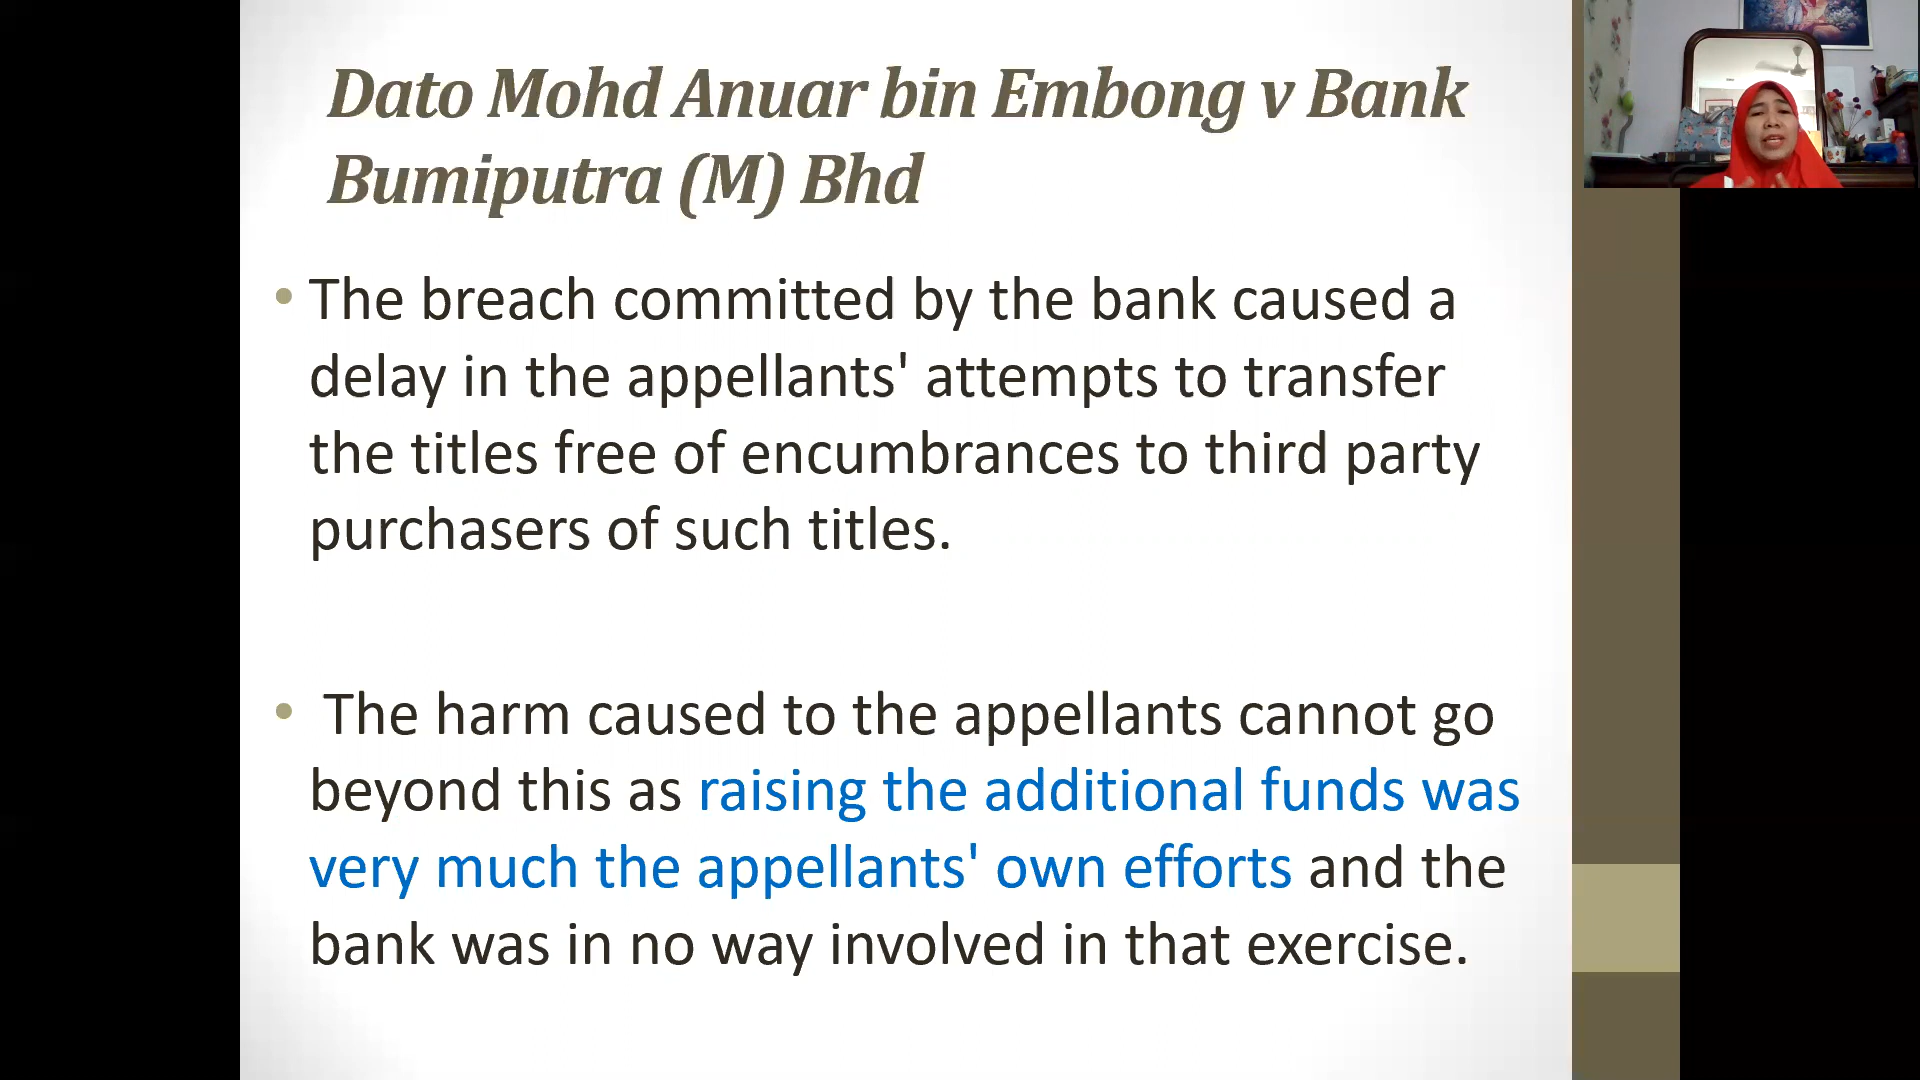 Dato Mohd Anuar bin Embong v Bank
Bumiputra (M) Bhd
• The breach committed by the bank caused a
delay in the appellants' attempts to transfer
the titles free of encumbrances to third party
purchasers of such titles.
• The harm caused to the appellants cannot go
beyond this as raising the additional funds was
very much the appellants' own efforts and the
bank was in no way involved in that exercise.